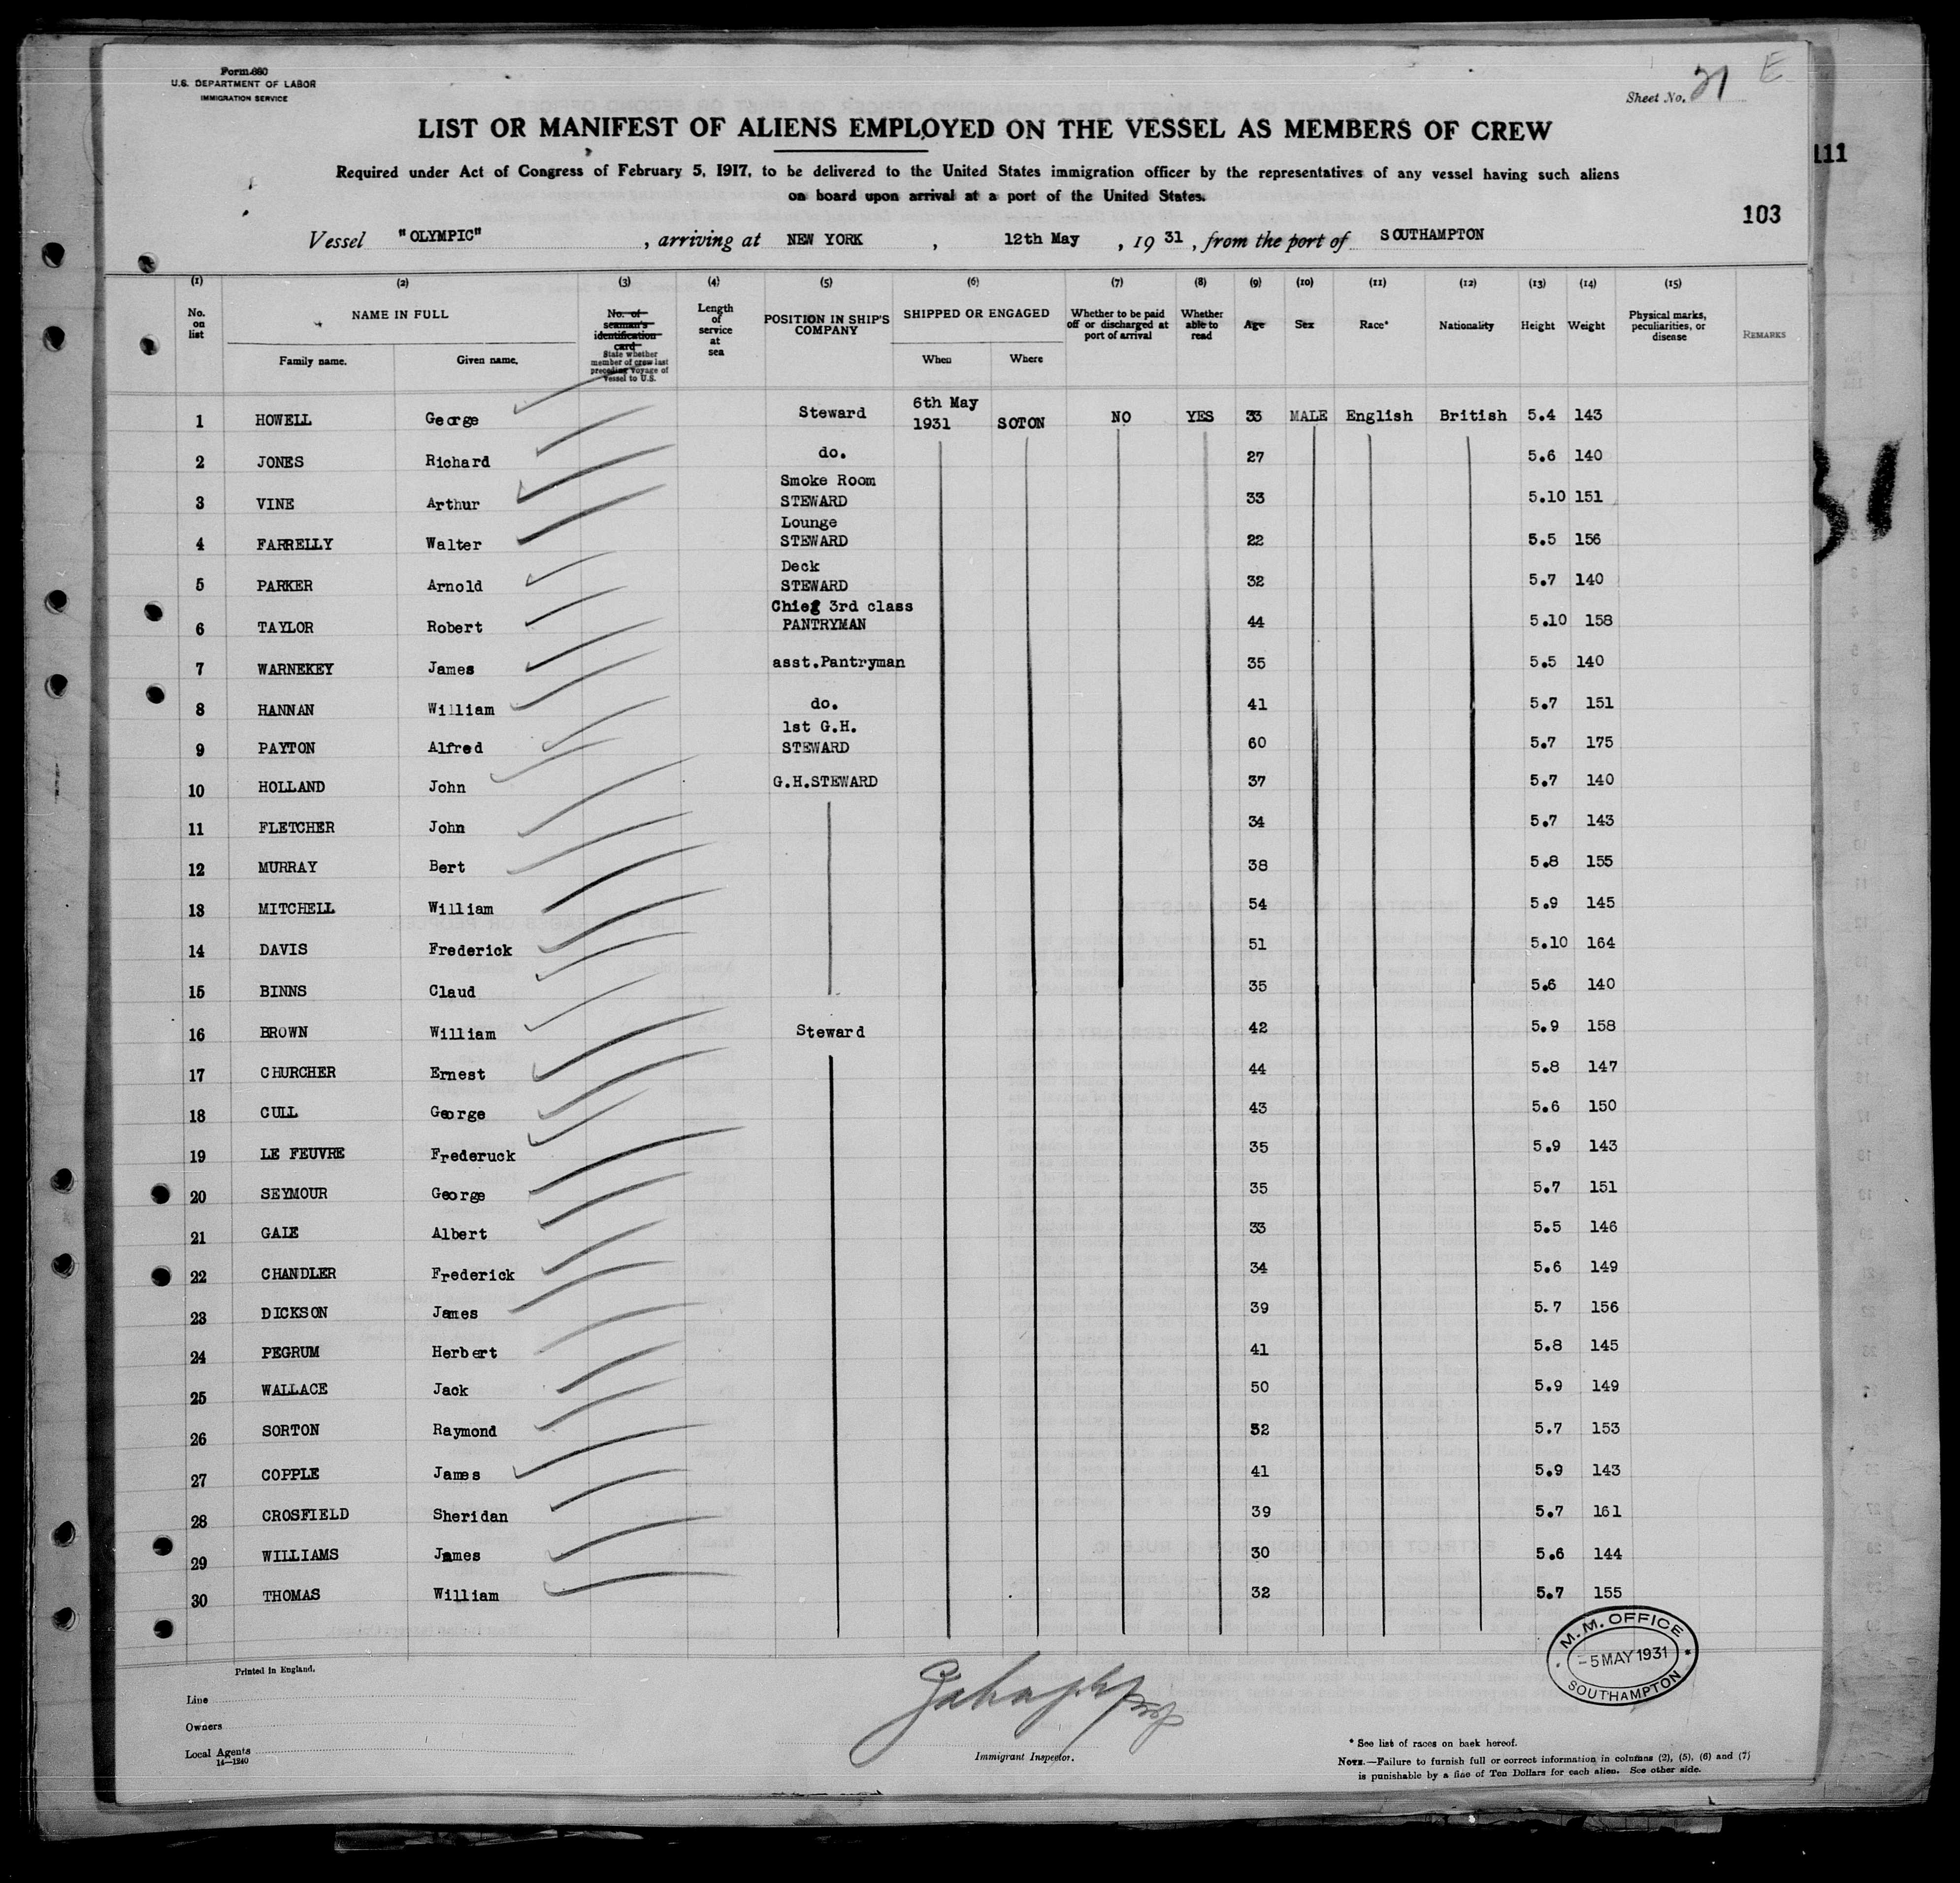 Form 680
U.S. DEPARTMENT OF LABOR
IMMIGRATION SERVICE
Sheet No. 21 E
LIST OR MANIFEST OF ALIENS EMPLOYED ON THE VESSEL AS MEMBERS OF CREW
111
Required under Act of Congress of February 5, 1917, to be delivered to the United States immigration officer by the representatives of any vessel having such aliens
on board upon arrival at a port of the United States.
103
Vessel "OLYMPIC", arriving at NEW YORK, 12th May, 19 31, from the port of SOUTHAMPTON
(1) (2) (3) (4) (5) (6) (7) (8) (9) (10) (11) (12) (13) (14) (15)
No. on list NAME IN FULL Family name. Given name. No. of seaman's identification card State whether member of crew last preceding voyage of vessel to U.S. Length of service at sea POSITION IN SHIP'S COMPANY SHIPPED OR ENGAGED When Where Whether to be paid off or discharged at port of arrival Whether able to read Age Sex Race* Nationality Height Weight Physical marks, peculiarities, or disease REMARKS
1 HOWELL George Steward 6th May 1931 SOTON NO YES 33 MALE English British 5.4 143
2 JONES Richard do. 27 5.6 140
3 VINE Arthur Smoke Room STEWARD 33 5.10 151
4 FARRELLY Walter Lounge STEWARD 22 5.5 156
5 PARKER Arnold Deck STEWARD 32 5.7 140
6 TAYLOR Robert Chief 3rd class PANTRYMAN 44 5.10 158
7 WARNEKEY James asst.Pantryman 35 5.5 140
8 HANNAN William do. 41 5.7 151
9 PAYTON Alfred 1st G.H. STEWARD 60 5.7 175
10 HOLLAND John G.H.STEWARD 37 5.7 140
11 FLETCHER John 34 5.7 143
12 MURRAY Bert 38 5.8 155
13 MITCHELL William 54 5.9 145
14 DAVIS Frederick 51 5.10 164
15 BINNS Claud 35 5.6 140
16 BROWN William Steward 42 5.9 158
17 CHURCHER Ernest 44 5.8 147
18 CULL George 43 5.6 150
19 LE FEUVRE Frederuck 35 5.9 143
20 SEYMOUR George 35 5.7 151
21 GALE Albert 33 5.5 146
22 CHANDLER Frederick 34 5.6 149
23 DICKSON James 39 5.7 156
24 PEGRUM Herbert 41 5.8 145
25 WALLACE Jack 50 5.9 149
26 SORTON Raymond 32 5.7 153
27 COPPLE James 41 5.9 143
28 CROSFIELD Sheridan 39 5.7 161
29 WILLIAMS James 30 5.6 144
30 THOMAS William 32 5.7 155
M.M. OFFICE
-5 MAY 1931
SOUTHAMPTON
Printed in England.
Line
Owners
Local Agents
14—1240
Immigrant Inspector.
* See list of races on back hereof.
NOTE.—Failure to furnish full or correct information in columns (2), (5), (6) and (7)
is punishable by a fine of Ten Dollars for each alien. See other side.